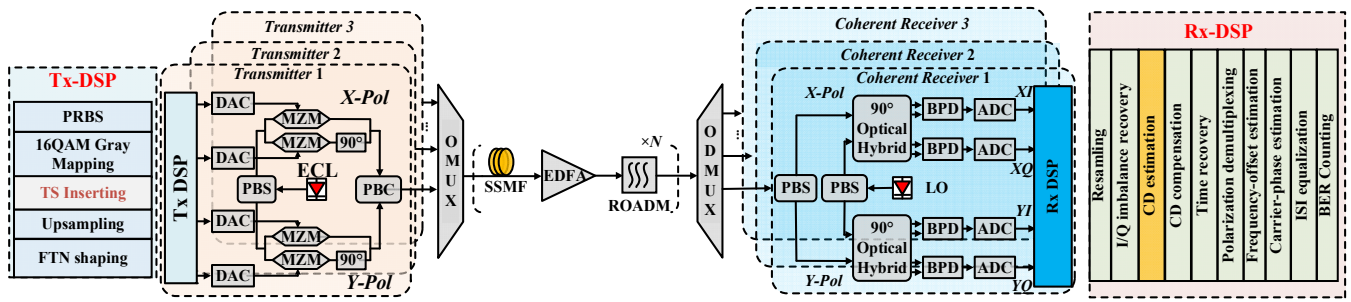 Tx-DSP
PRBS
16QAM Gray
Mapping
TS Inserting
Upsampling
FTN shaping
Transmitter 3
Transmitter 2
Transmitter 1
Tx DSP
DAC
DAC
DAC
DAC
MZM
MZM
90°
X-Pol
PBS
ECL
PBC
MZM
MZM
90°
Y-Pol
...
OMUX
SSMF
EDFA
×N
ROADM
ODMUX
...
Coherent Receiver 3
Coherent Receiver 2
Coherent Receiver 1
X-Pol
90°
Optical
Hybrid
BPD
ADC
XI
BPD
ADC
XQ
PBS
PBS
LO
90°
Optical
Hybrid
BPD
ADC
YI
BPD
ADC
YQ
Y-Pol
Rx DSP
Rx-DSP
Resamling
I/Q imbalance recovery
CD estimation
CD compensation
Time recovery
Polarization demultiplexing
Frequency-offset estimation
Carrier-phase estimation
ISI equalization
BER Counting